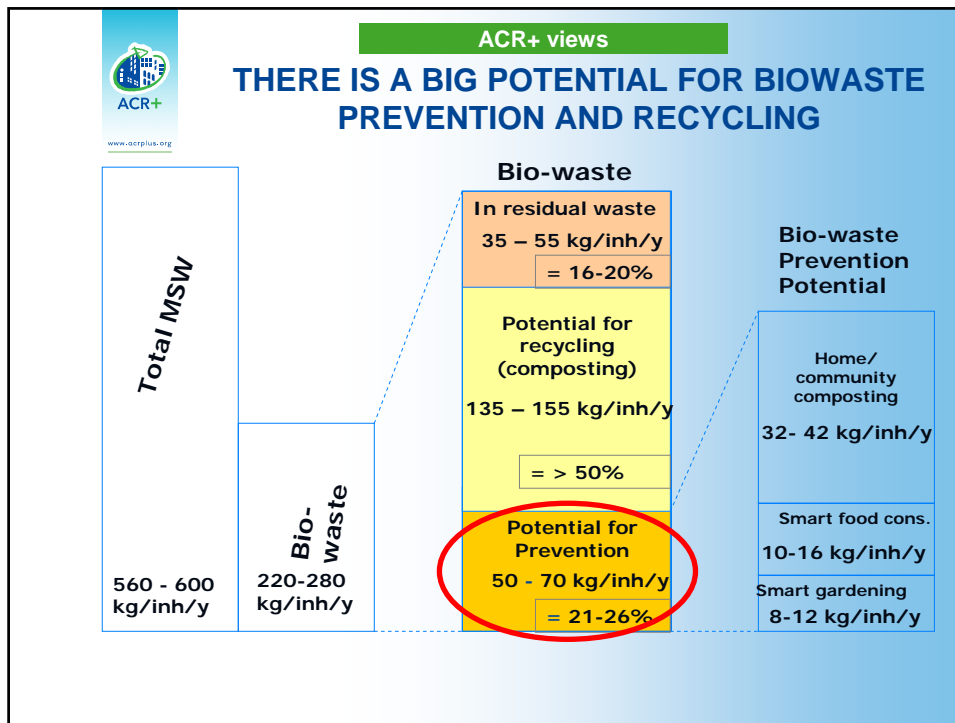 ACR+ views
ACR+
www.acrplus.org
THERE IS A BIG POTENTIAL FOR BIOWASTE
PREVENTION AND RECYCLING
Total MSW
560 - 600
kg/inh/y
Bio-
waste
220-280
kg/inh/y
Bio-waste
In residual waste
35 – 55 kg/inh/y
= 16-20%
Potential for
recycling
(composting)
135 – 155 kg/inh/y
= > 50%
Potential for
Prevention
50 - 70 kg/inh/y
= 21-26%
Bio-waste
Prevention
Potential
Home/
community
composting
32- 42 kg/inh/y
Smart food cons.
10-16 kg/inh/y
Smart gardening
8-12 kg/inh/y